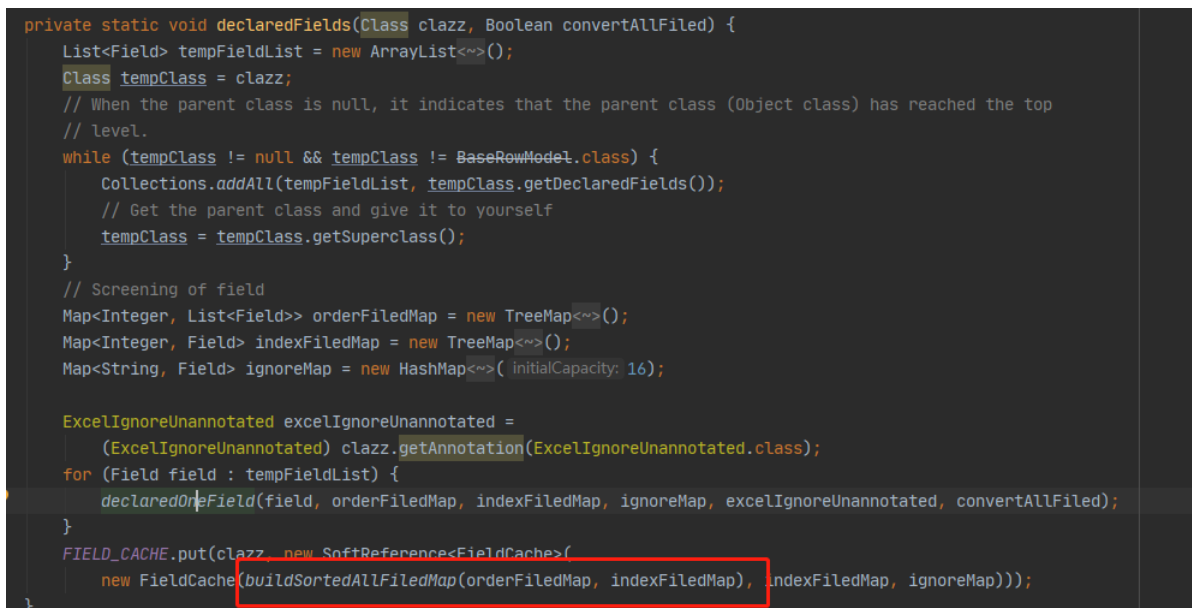 private static void declaredFields(Class clazz, Boolean convertAllFiled) {
List<Field> tempFieldList = new ArrayList<~>();
Class tempClass = clazz;
// When the parent class is null, it indicates that the parent class (Object class) has reached the top
// level.
while (tempClass != null && tempClass != BaseRowModel.class) {
Collections.addAll(tempFieldList, tempClass.getDeclaredFields());
// Get the parent class and give it to yourself
tempClass = tempClass.getSuperclass();
}
// Screening of field
Map<Integer, List<Field>> orderFiledMap = new TreeMap<~>();
Map<Integer, Field> indexFiledMap = new TreeMap<~>();
Map<String, Field> ignoreMap = new HashMap<~>( initialCapacity: 16);
ExcelIgnoreUnannotated excelIgnoreUnannotated =
(ExcelIgnoreUnannotated) clazz.getAnnotation(ExcelIgnoreUnannotated.class);
for (Field field : tempFieldList) {
declaredOneField(field, orderFiledMap, indexFiledMap, ignoreMap, excelIgnoreUnannotated, convertAllFiled);
}
FIELD_CACHE.put(clazz, new SoftReference<FieldCache>(
new FieldCache(buildSortedAllFiledMap(orderFiledMap, indexFiledMap), indexFiledMap, ignoreMap)));
}